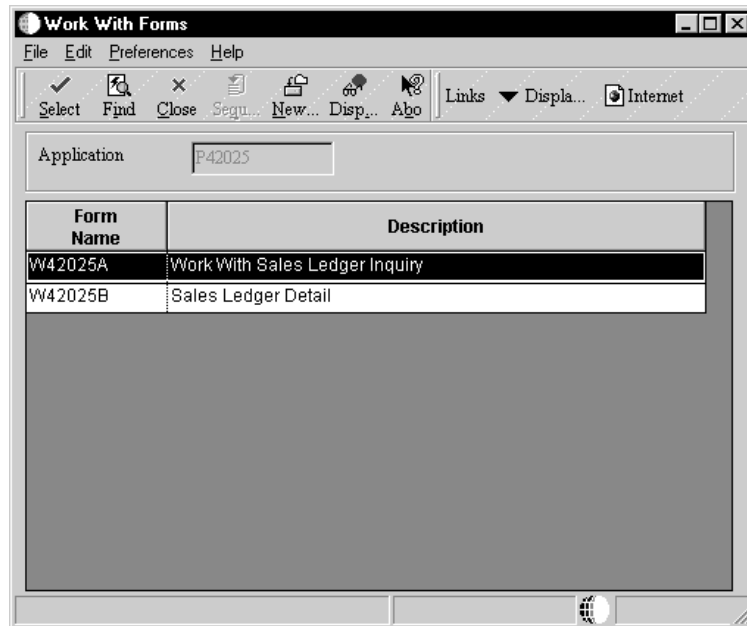 Work With Forms
File Edit Preferences Help
Select Find Close Sequ... New... Disp... Abo Links Displa... Internet
Application P42025
Form Name Description
W42025A Work With Sales Ledger Inquiry
W42025B Sales Ledger Detail